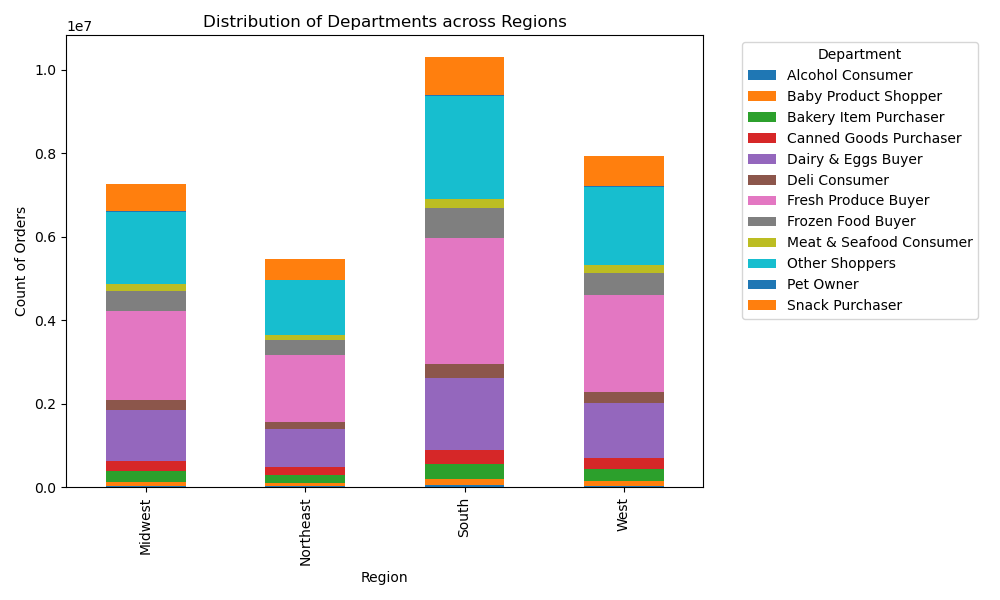 Distribution of Departments across Regions
1e7
1.0
0.8
0.6
0.4
0.2
0.0
Count of Orders
Midwest
Northeast
South
West
Region
Department
Alcohol Consumer
Baby Product Shopper
Bakery Item Purchaser
Canned Goods Purchaser
Dairy & Eggs Buyer
Deli Consumer
Fresh Produce Buyer
Frozen Food Buyer
Meat & Seafood Consumer
Other Shoppers
Pet Owner
Snack Purchaser